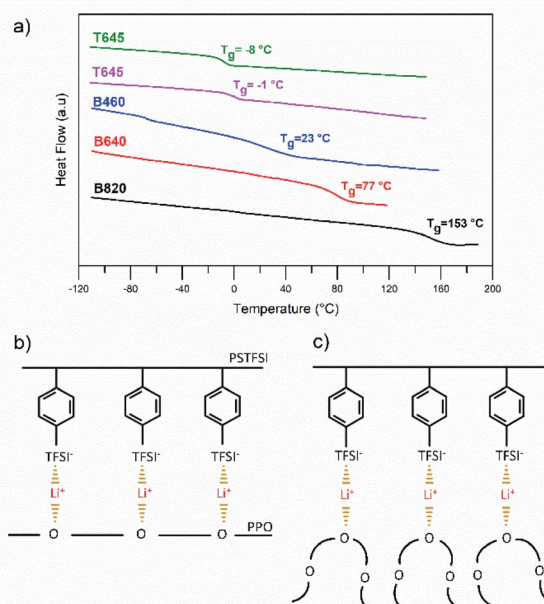 a)
T645
Tg= -8 °C
T645
Tg= -1 °C
B460
Tg=23 °C
B640
Tg=77 °C
B820
Tg=153 °C
Heat Flow (a.u)
-120 -80 -40 0 40 80 120 160 200
Temperature (°C)
b)
PSTFSI
TFSI⁻ TFSI⁻ TFSI⁻
Li⁺ Li⁺ Li⁺
O O O
PPO
c)
TFSI⁻ TFSI⁻ TFSI⁻
Li⁺ Li⁺ Li⁺
O O O
O O O O O O